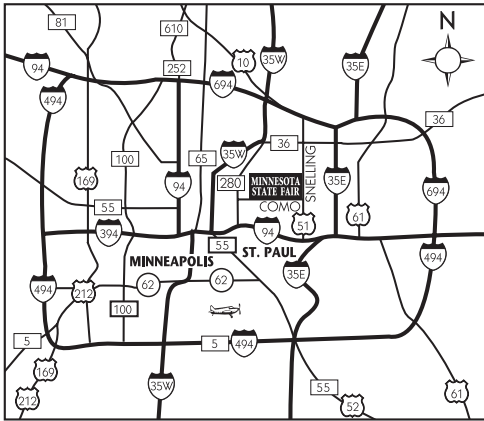 81
610
N
35W
10
35E
94
252
694
494
65
35W
36
36
100
280
MINNESOTA
STATE FAIR
SNELLING
169
94
35E
694
COMO
55
51
61
394
55
94
ST. PAUL
MINNEAPOLIS
494
35E
494
62
62
212
100
5
5
494
169
35W
55
61
212
52